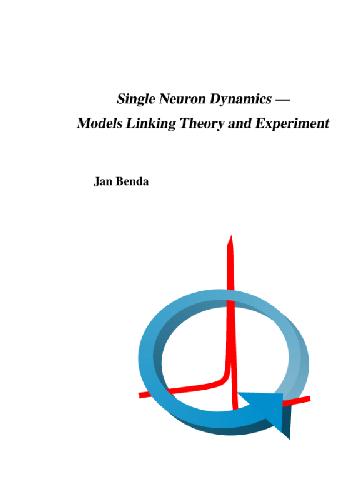 Single Neuron Dynamics —
Models Linking Theory and Experiment
Jan Benda